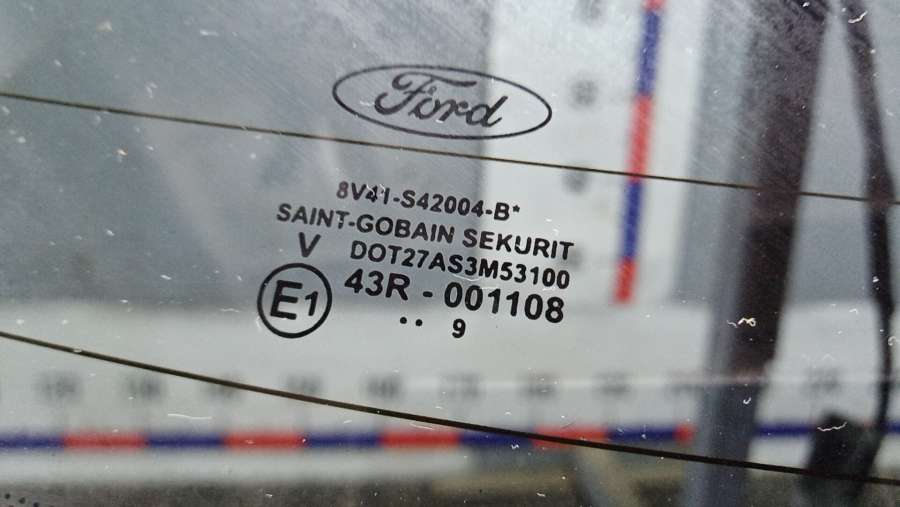 Ford
8V41-S42004-B*
SAINT-GOBAIN SEKURIT
V DOT27AS3M53100
E1 43R - 001108
.. 9